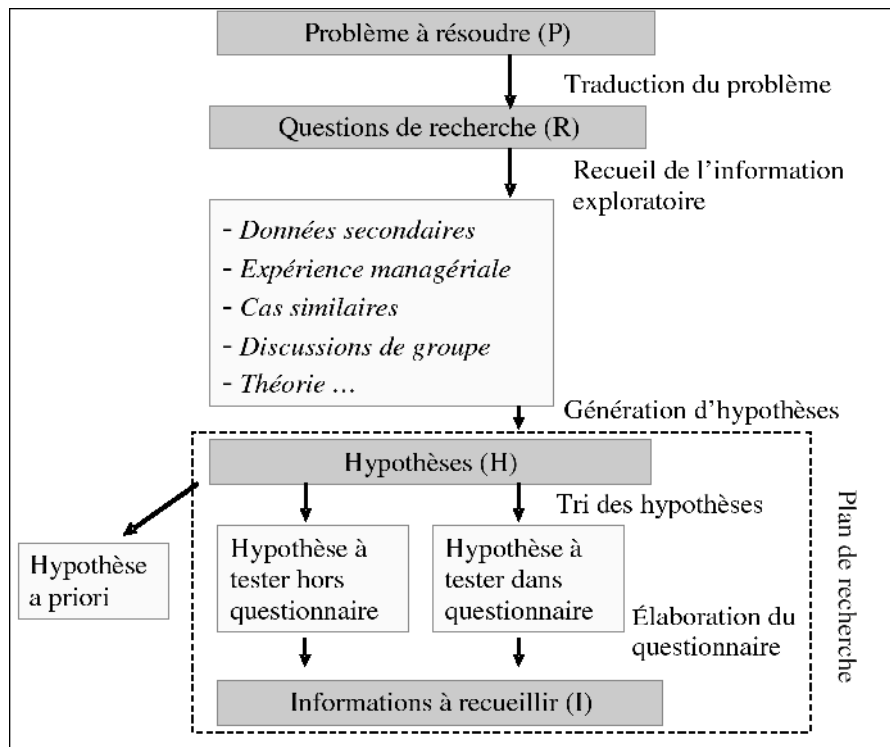 Problème à résoudre (P)
Traduction du problème
Questions de recherche (R)
Recueil de l'information
exploratoire
- Données secondaires
- Expérience managériale
- Cas similaires
- Discussions de groupe
- Théorie ...
Génération d'hypothèses
Hypothèses (H)
Tri des hypothèses
Hypothèse
a priori
Hypothèse à
tester hors
questionnaire
Hypothèse à
tester dans
questionnaire
Élaboration du
questionnaire
Informations à recueillir (I)
Plan de recherche